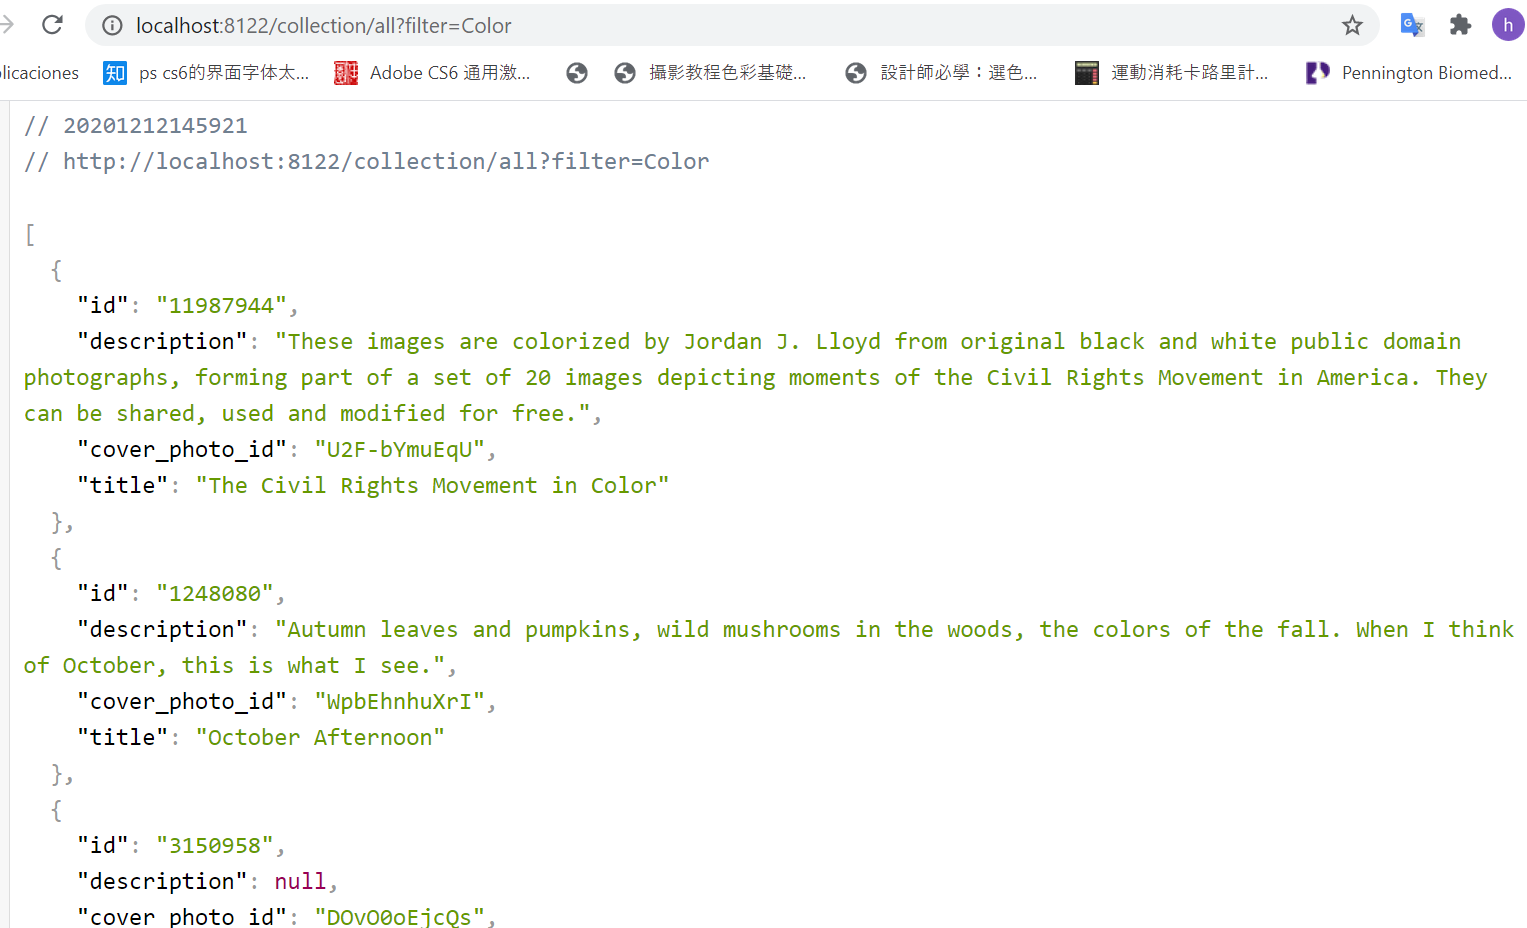 localhost:8122/collection/all?filter=Color
h
licaciones 知 ps cs6的界面字体太... Adobe CS6 通用激... 攝影教程色彩基礎... 設計師必學：選色... 運動消耗卡路里計... Pennington Biomed...
// 20201212145921
// http://localhost:8122/collection/all?filter=Color
[
{
"id": "11987944",
"description": "These images are colorized by Jordan J. Lloyd from original black and white public domain
photographs, forming part of a set of 20 images depicting moments of the Civil Rights Movement in America. They
can be shared, used and modified for free.",
"cover_photo_id": "U2F-bYmuEqU",
"title": "The Civil Rights Movement in Color"
},
{
"id": "1248080",
"description": "Autumn leaves and pumpkins, wild mushrooms in the woods, the colors of the fall. When I think
of October, this is what I see.",
"cover_photo_id": "WpbEhnhuXrI",
"title": "October Afternoon"
},
{
"id": "3150958",
"description": null,
"cover_photo_id": "DOvO0oEjcQs",